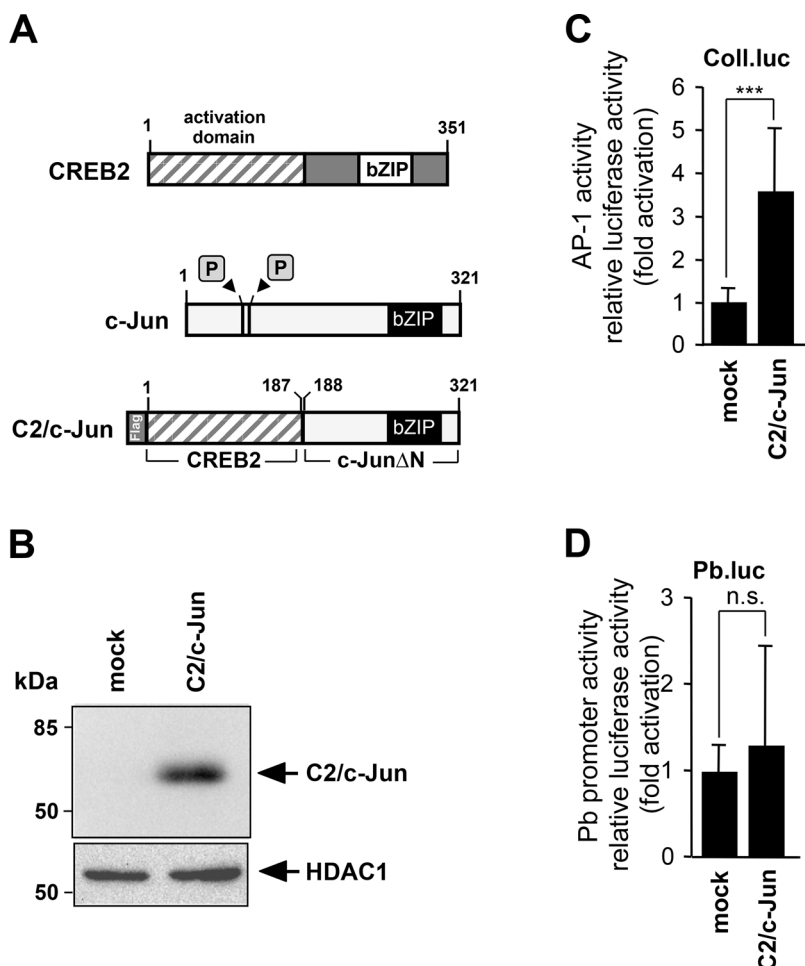 A
activation
domain
1
351
CREB2
bZIP
P
P
1
321
c-Jun
bZIP
1
187
188
321
C2/c-Jun
Flag
bZIP
CREB2
c-JunΔN
B
mock
C2/c-Jun
kDa
85
50
C2/c-Jun
50
HDAC1
C
Coll.luc
***
AP-1 activity
relative luciferase activity
(fold activation)
6
5
4
3
2
1
0
mock
C2/c-Jun
D
Pb.luc
n.s.
Pb promoter activity
relative luciferase activity
(fold activation)
3
2
1
0
mock
C2/c-Jun